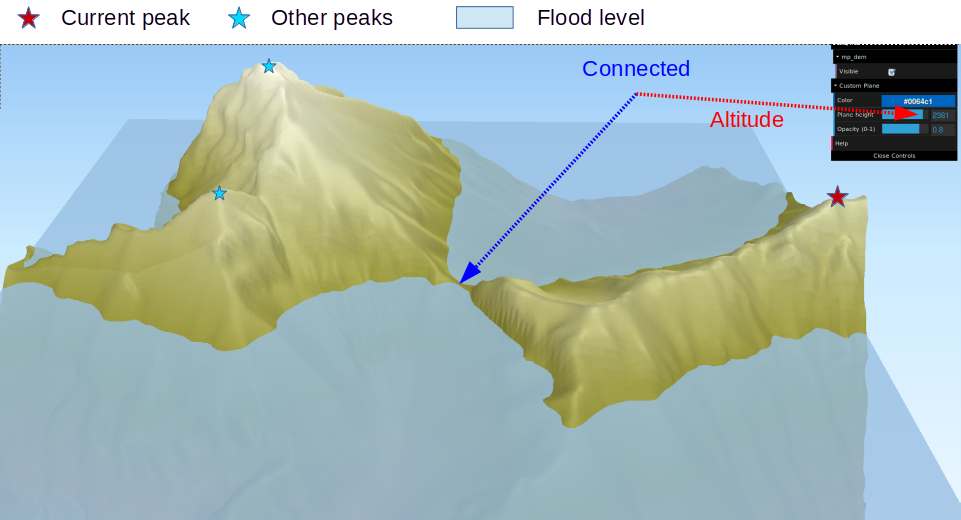 Current peak
Other peaks
Flood level
Connected
Altitude
mp_dem
Visible
Custom Plane
Color
#0064c1
Plane height
2381
Opacity (0-1)
0.8
Help
Close Controls